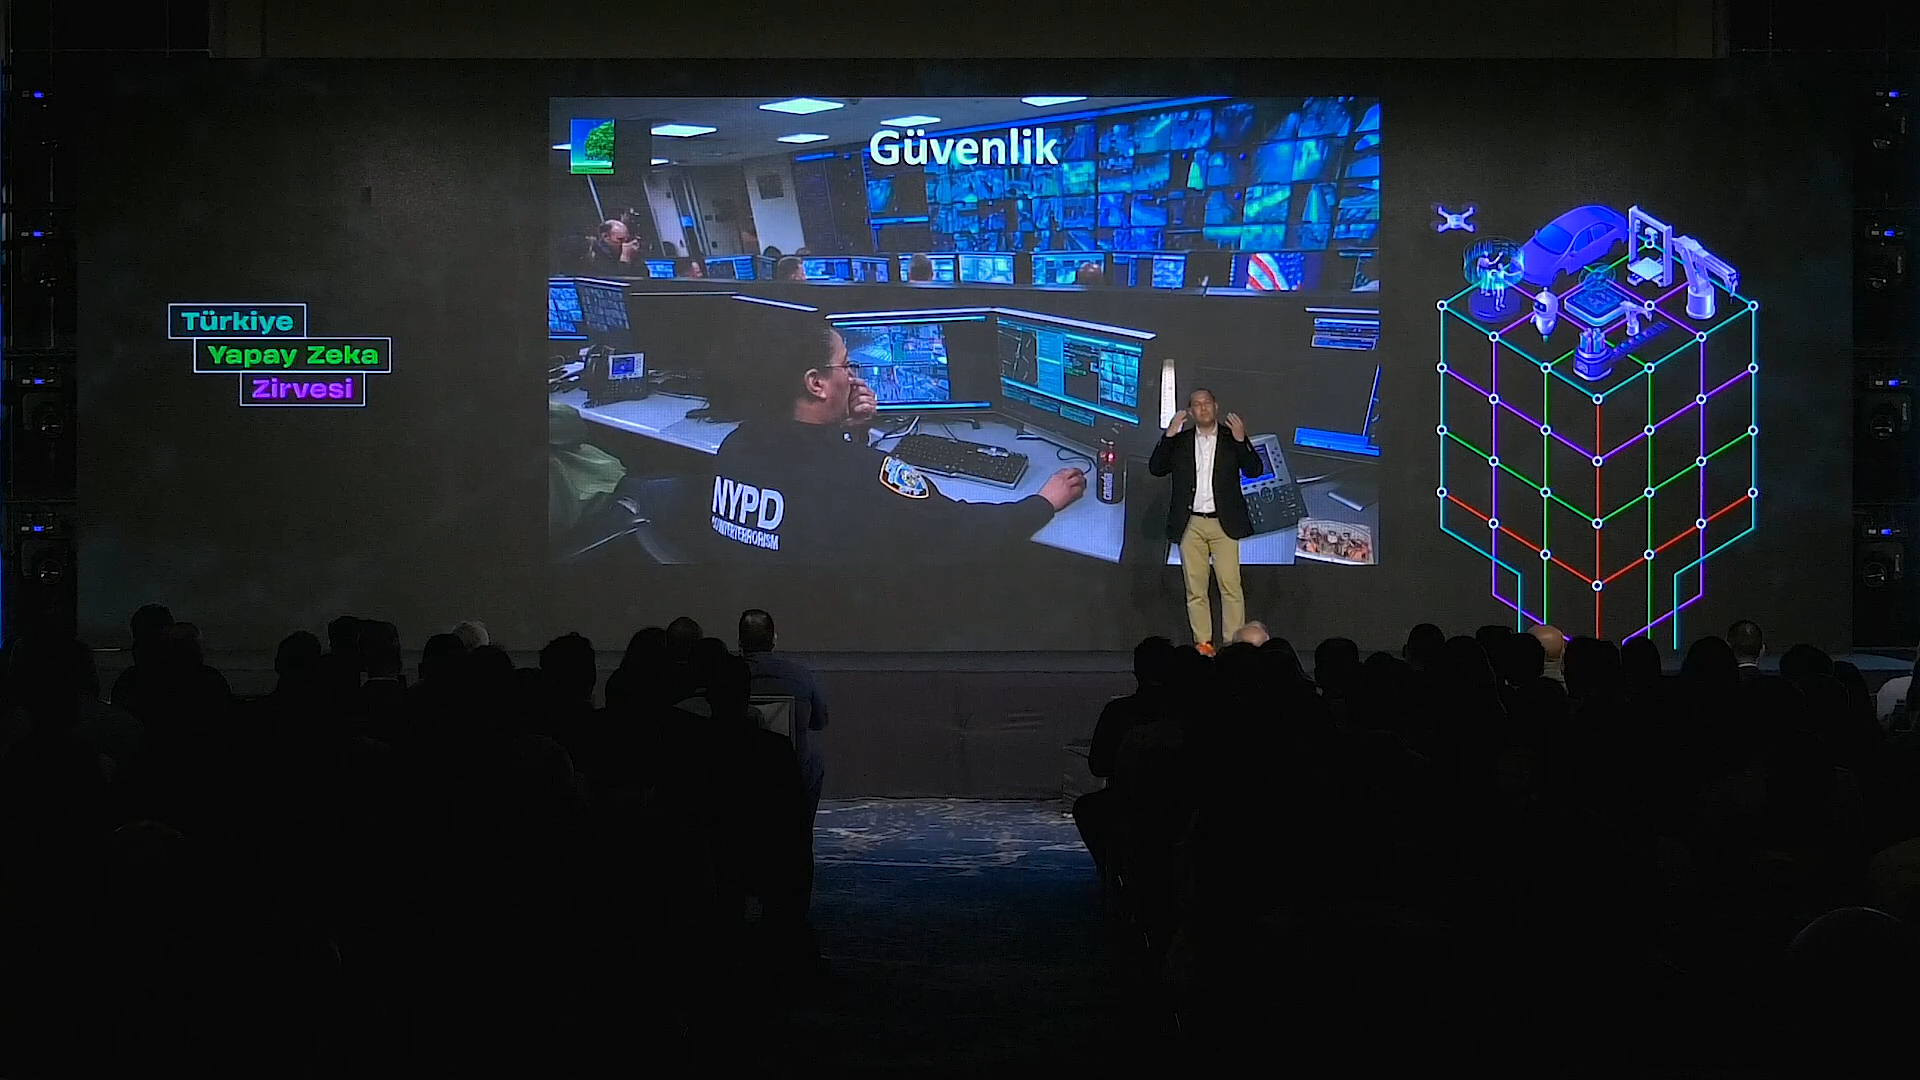 Güvenlik
Türkiye
Yapay Zeka
Zirvesi
NYPD
COUNTERTERRORISM